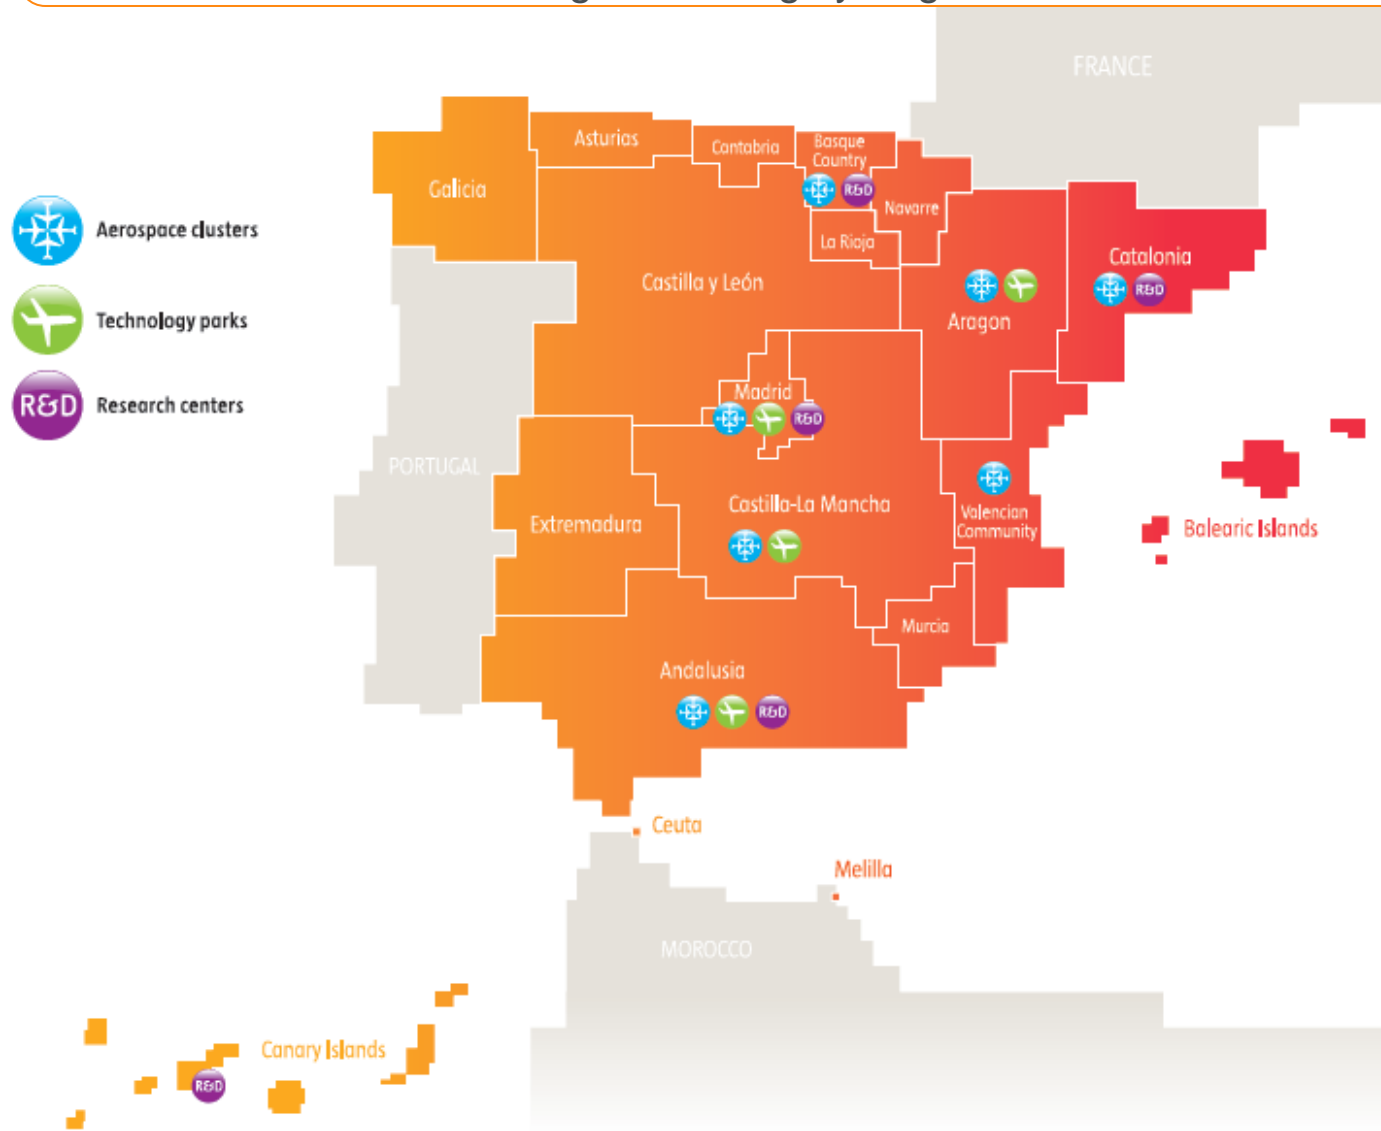 FRANCE
Asturias
Cantabria
Basque
Country
R&D
Galicia
Navarre
Aerospace clusters
La Rioja
Catalonia
Castilla y León
R&D
Technology parks
Aragon
Madrid
R&D
Research centers
R&D
PORTUGAL
Castilla-La Mancha
Valencian
Community
Extremadura
Balearic Islands
Murcia
Andalusia
R&D
Ceuta
Melilla
MOROCCO
Canary Islands
R&D